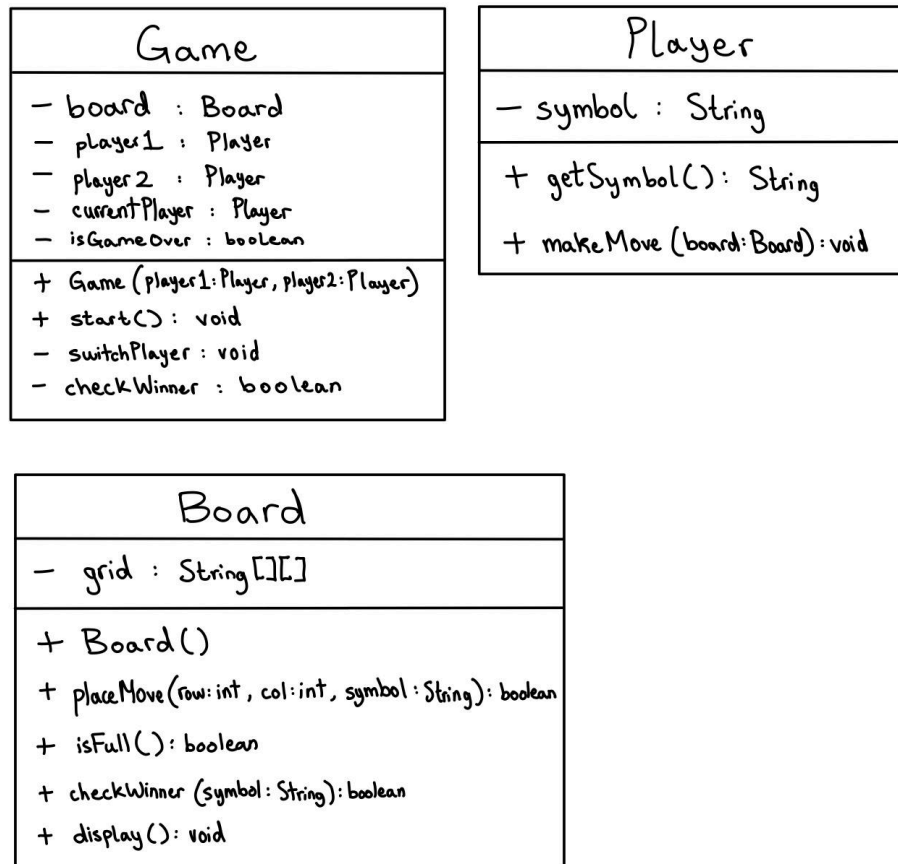 Game
- board : Board
- player1 : Player
- player2 : Player
- currentPlayer : Player
- isGameOver : boolean
+ Game (player1:Player, player2:Player)
+ start() : void
- switchPlayer : void
- checkWinner : boolean
Player
- symbol : String
+ getSymbol() : String
+ makeMove (board:Board) : void
Board
- grid : String[][]
+ Board()
+ placeMove (row:int, col:int, symbol:String) : boolean
+ isFull() : boolean
+ checkWinner (symbol:String) : boolean
+ display() : void